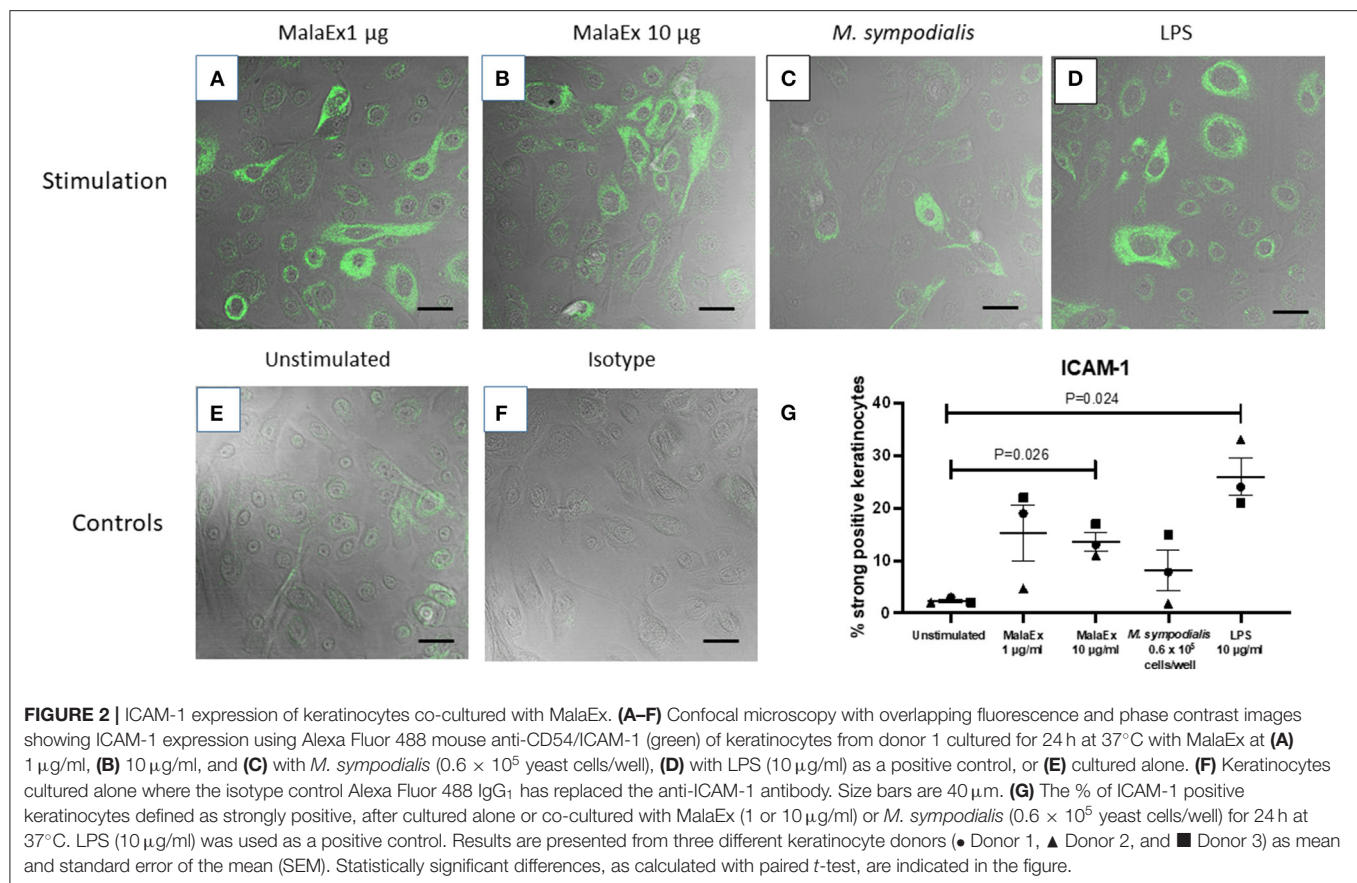 MalaEx1 µg
MalaEx 10 µg
M. sympodialis
LPS
Stimulation
A
B
C
D
Unstimulated
Isotype
Controls
E
F
G
ICAM-1
% strong positive keratinocytes
40
30
20
10
0
P=0.024
P=0.026
Unstimulated
MalaEx
1 µg/ml
MalaEx
10 µg/ml
M. sympodialis
0.6 x 10⁵
cells/well
LPS
10 µg/ml
FIGURE 2 | ICAM-1 expression of keratinocytes co-cultured with MalaEx. (A–F) Confocal microscopy with overlapping fluorescence and phase contrast images
showing ICAM-1 expression using Alexa Fluor 488 mouse anti-CD54/ICAM-1 (green) of keratinocytes from donor 1 cultured for 24 h at 37°C with MalaEx at (A)
1 µg/ml, (B) 10 µg/ml, and (C) with M. sympodialis (0.6 × 10⁵ yeast cells/well), (D) with LPS (10 µg/ml) as a positive control, or (E) cultured alone. (F) Keratinocytes
cultured alone where the isotype control Alexa Fluor 488 IgG₁ has replaced the anti-ICAM-1 antibody. Size bars are 40 µm. (G) The % of ICAM-1 positive
keratinocytes defined as strongly positive, after cultured alone or co-cultured with MalaEx (1 or 10 µg/ml) or M. sympodialis (0.6 × 10⁵ yeast cells/well) for 24 h at
37°C. LPS (10 µg/ml) was used as a positive control. Results are presented from three different keratinocyte donors (● Donor 1, ▲ Donor 2, and ■ Donor 3) as mean
and standard error of the mean (SEM). Statistically significant differences, as calculated with paired t-test, are indicated in the figure.